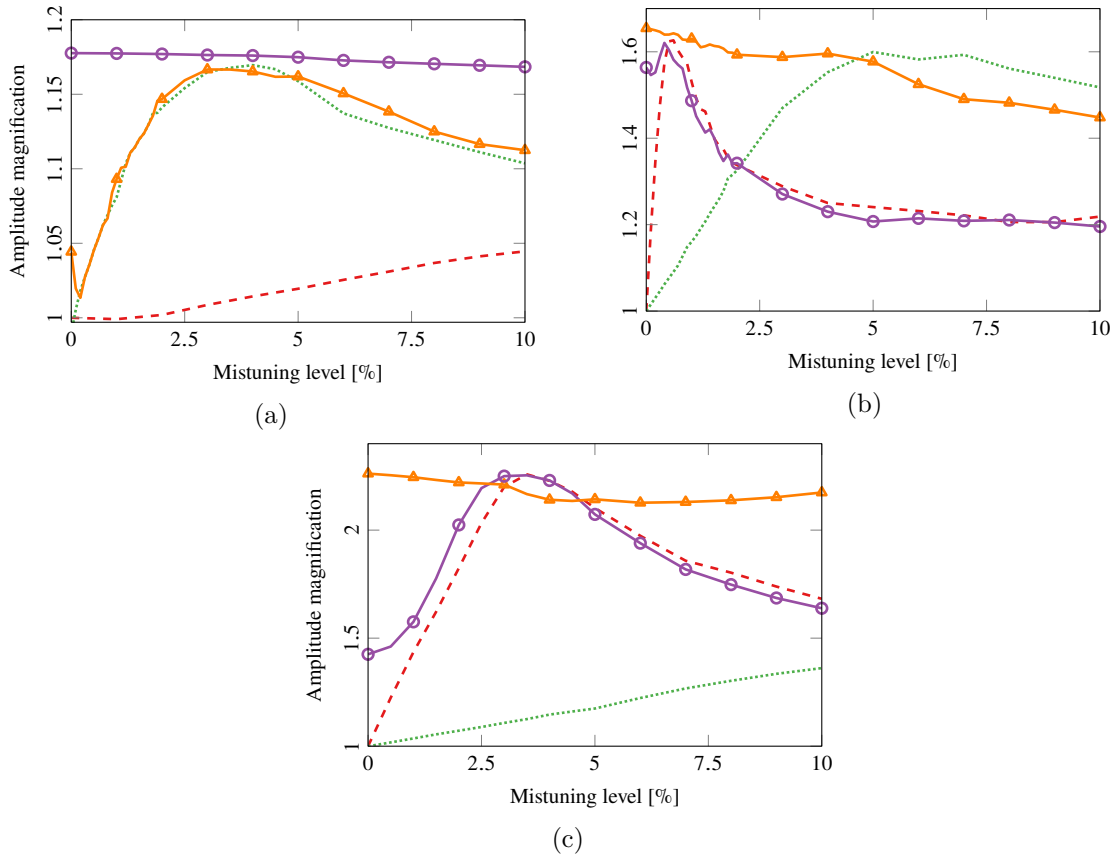 1.2
1.15
1.1
1.05
1
Amplitude magnification
0 2.5 5 7.5 10
Mistuning level [%]
(a)
1.6
1.4
1.2
1
0 2.5 5 7.5 10
Mistuning level [%]
(b)
2
1.5
1
Amplitude magnification
0 2.5 5 7.5 10
Mistuning level [%]
(c)